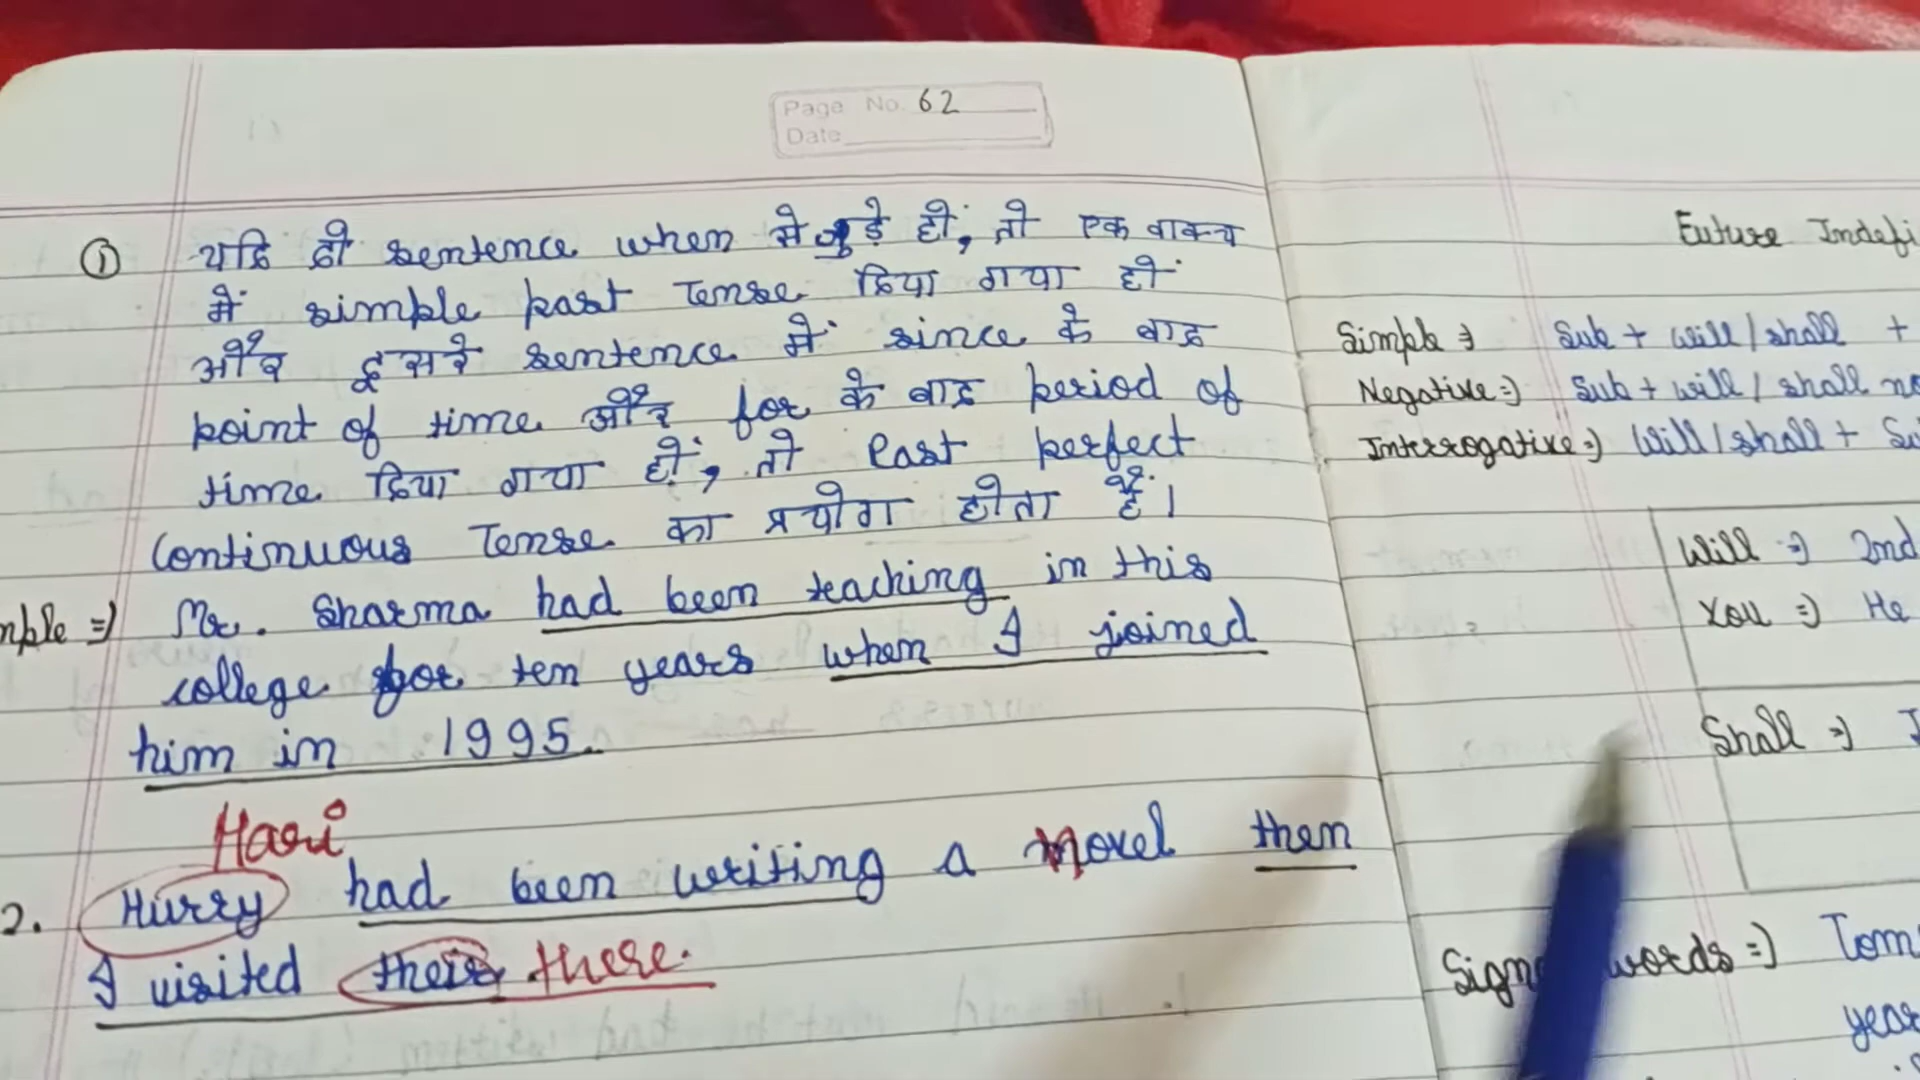 Page No. 62
Date
① यदि दो sentence when से जुड़े हों, तो एक वाक्य
में simple past Tense दिया गया हों
और दूसरे sentence में since के बाद
point of time और for के बाद period of
time दिया गया हों, तो Past perfect
Continuous Tense का प्रयोग होता है।
mple ⇒ Mr. Sharma had been teaching in this
college for ten years when I joined
him in 1995.
Hari
2. Hurry had been writing a Novel then
I visited their there.
Future Indefi
Simple ⇒ Sub + will/shall +
Negative ⇒ Sub + will / shall no
Interrogative ⇒ Will/shall + Su
Will ⇒ 2nd
You ⇒ He
Shall ⇒ I
words ⇒ Tom
year